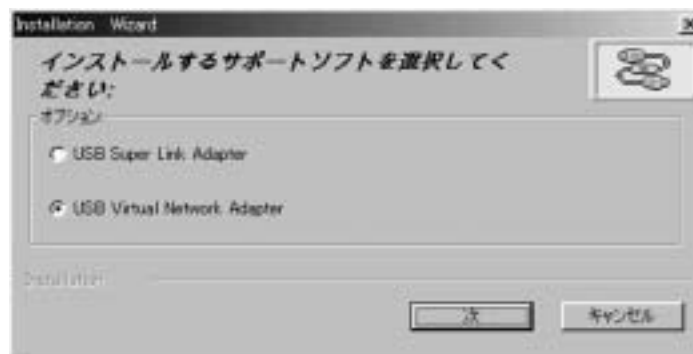 Installation Wizard
インストールするサポートソフトを選択してく
ださい:
オプション
USB Super Link Adapter
USB Virtual Network Adapter
Installation
次
キャンセル